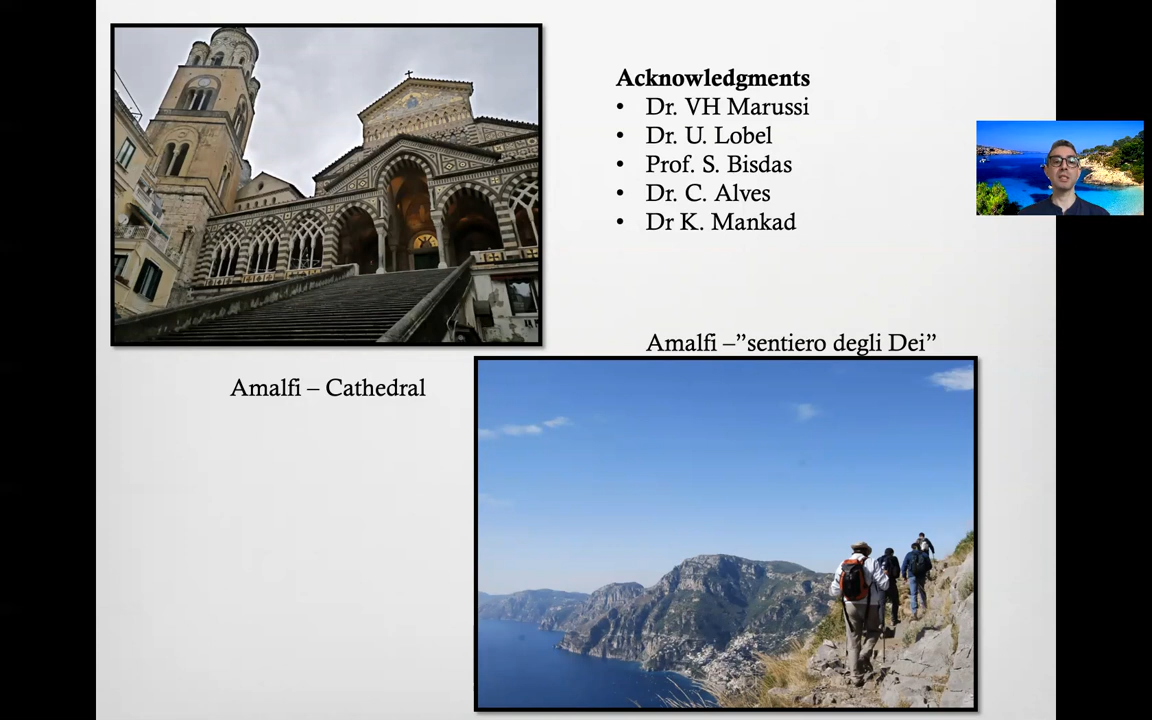 Acknowledgments
• Dr. VH Marussi
• Dr. U. Lobel
• Prof. S. Bisdas
• Dr. C. Alves
• Dr K. Mankad
Amalfi –”sentiero degli Dei”
Amalfi – Cathedral